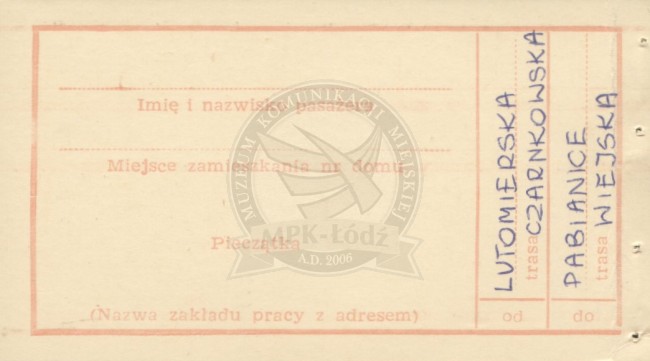 Imię i nazwisko pasażera
Miejsce zamieszkania nr domu
Pieczątka
(Nazwa zakładu pracy z adresem)
LUTOMIERSKA
CZARNKOWSKA
trasa
od
PABIANICE
WIEJSKA
trasa
do
MUZEUM KOMUNIKACJI MIEJSKIEJ
MPK-Łódź
A.D. 2006